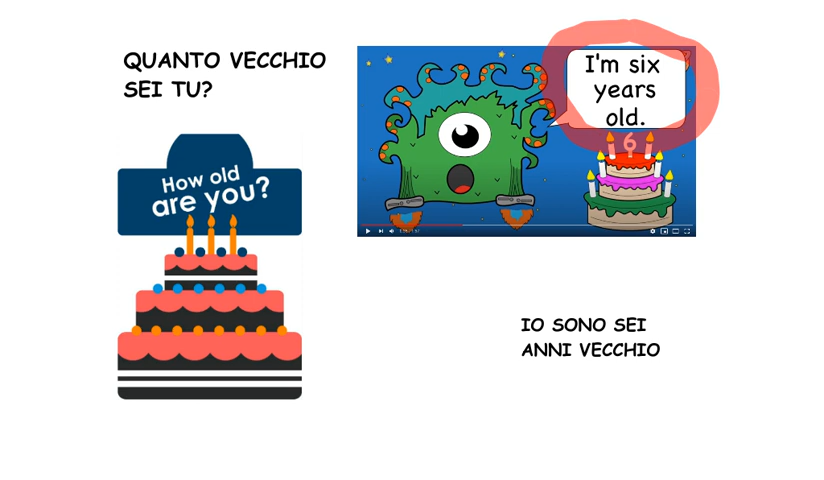 QUANTO VECCHIO
SEI TU?
How old
are you?
I'm six
years
old.
6
IO SONO SEI
ANNI VECCHIO